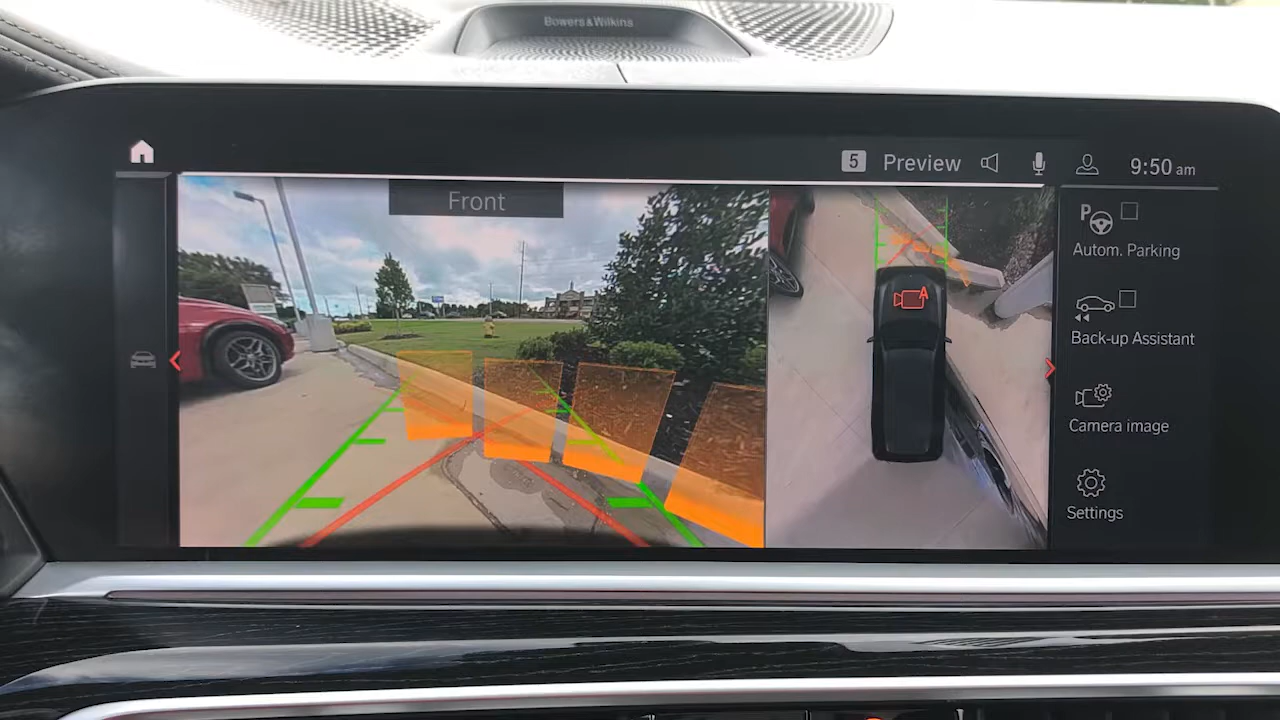 Bowers & Wilkins
5 Preview 9:50 am
Front
P
Autom. Parking
A
Back-up Assistant
Camera image
Settings